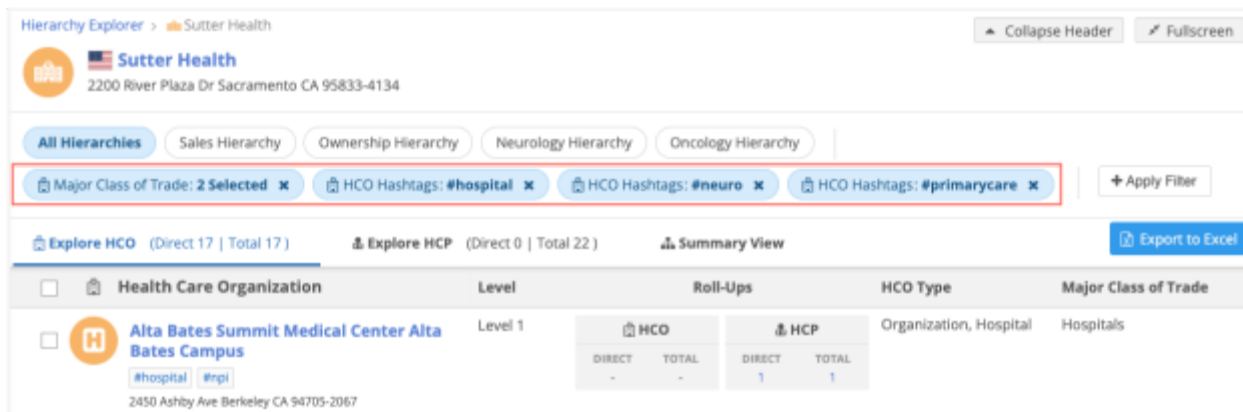 Hierarchy Explorer > Sutter Health
Collapse Header
Fullscreen
Sutter Health
2200 River Plaza Dr Sacramento CA 95833-4134
All Hierarchies Sales Hierarchy Ownership Hierarchy Neurology Hierarchy Oncology Hierarchy
Major Class of Trade: 2 Selected × HCO Hashtags: #hospital × HCO Hashtags: #neuro × HCO Hashtags: #primarycare × + Apply Filter
Explore HCO (Direct 17 | Total 17 ) Explore HCP (Direct 0 | Total 22 ) Summary View Export to Excel
Health Care Organization Level Roll-Ups HCO Type Major Class of Trade
Alta Bates Summit Medical Center Alta Level 1 HCO HCP Organization, Hospital Hospitals
H
Bates Campus DIRECT TOTAL DIRECT TOTAL
#hospital #npi - - 1 1
2450 Ashby Ave Berkeley CA 94705-2067